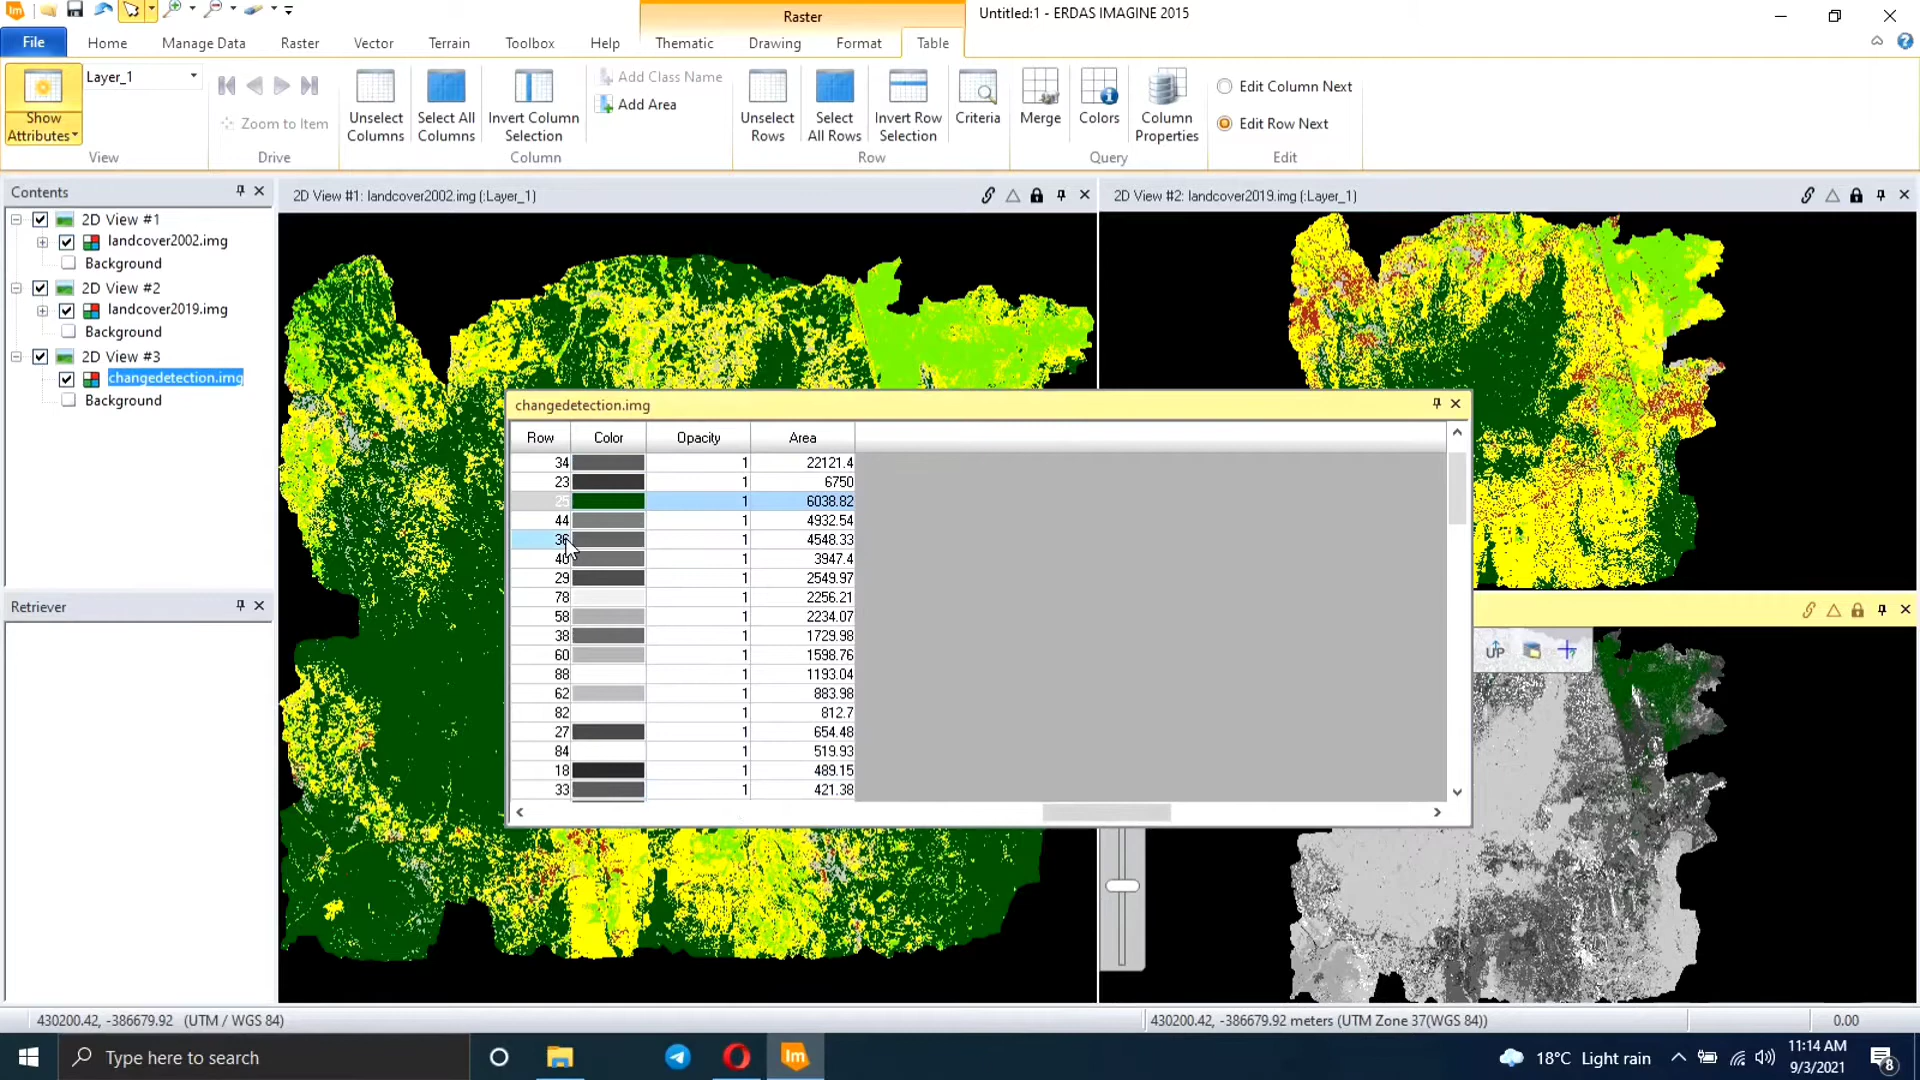 Raster
Untitled:1 - ERDAS IMAGINE 2015
File
Home
Manage Data
Raster
Vector
Terrain
Toolbox
Help
Thematic
Drawing
Format
Table
Show
Attributes
Layer_1
Zoom to Item
Unselect
Columns
Select All
Columns
Invert Column
Selection
Add Class Name
Add Area
Unselect
Rows
Select
All Rows
Invert Row
Selection
Criteria
Merge
Colors
Column
Properties
Edit Column Next
Edit Row Next
View
Drive
Column
Row
Query
Edit
Contents
2D View #1
landcover2002.img
Background
2D View #2
landcover2019.img
Background
2D View #3
changedetection.img
Background
Retriever
2D View #1: landcover2002.img (:Layer_1)
2D View #2: landcover2019.img (:Layer_1)
changedetection.img
Row Color Opacity Area
34 1 22121.4
23 1 6750
25 1 6038.82
44 1 4932.54
36 1 4548.33
40 1 3947.4
29 1 2549.97
78 1 2256.21
58 1 2234.07
38 1 1729.98
60 1 1598.76
88 1 1193.04
62 1 883.98
82 1 812.7
27 1 654.48
84 1 519.93
18 1 489.15
33 1 421.38
UP
430200.42, -386679.92 (UTM / WGS 84)
430200.42, -386679.92 meters (UTM Zone 37(WGS 84))
0.00
Type here to search
Im
18°C Light rain
11:14 AM
9/3/2021
8